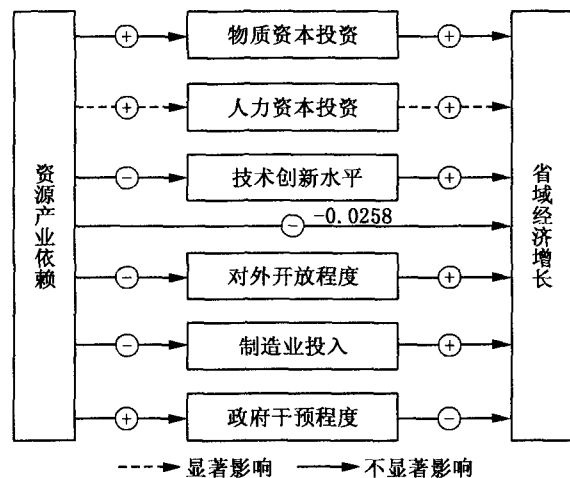 资源产业依赖
⊕ 物质资本投资 ⊕
⊕ 人力资本投资 ⊕
⊖ 技术创新水平 ⊕
⊖ -0.0258
⊖ 对外开放程度 ⊕
⊖ 制造业投入 ⊕
⊕ 政府干预程度 ⊖
省域经济增长
显著影响 不显著影响